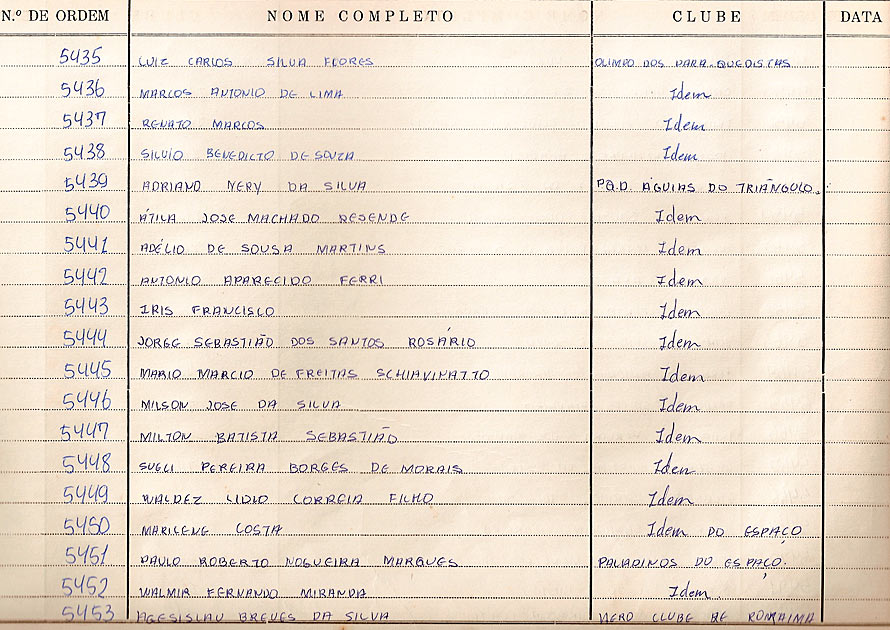 N.º DE ORDEM NOME COMPLETO CLUBE DATA
5435 LUIZ CARLOS SILVA FLORES OLIMPO DOS PARA-QUEDISTAS
5436 MARCOS ANTONIO DE LIMA Idem
5437 RENATO MARCOS Idem
5438 SILVIO BENEDICTO DE SOUZA Idem
5439 ADRIANO NERY DA SILVA PQ.D. ÁGUIAS DO TRIÂNGULO.
5440 ÁTILA JOSE MACHADO RESENDE Idem
5441 ADÉLIO DE SOUSA MARTINS Idem
5442 ANTONIO APARECIDO FERRI Idem
5443 IRIS FRANCISCO Idem
5444 JORGE SEBASTIÃO DOS SANTOS ROSÁRIO Idem
5445 MARIO MARCIO DE FREITAS SCHIAVINATTO Idem
5446 MILSON JOSE DA SILVA Idem
5447 MILTON BATISTA SEBASTIÃO Idem
5448 SUELI PEREIRA BORGES DE MORAIS Idem
5449 WALDEZ LIDIO CORREIA FILHO Idem
5450 MARILENE COSTA Idem DO ESPAÇO
5451 PAULO ROBERTO NOGUEIRA MARQUES PALADINOS DO ESPAÇO.
5452 WALMIR FERNANDO MIRANDA Idem
5453 AGESISLAU BREVES DA SILVA AERO CLUBE DE RORAIMA